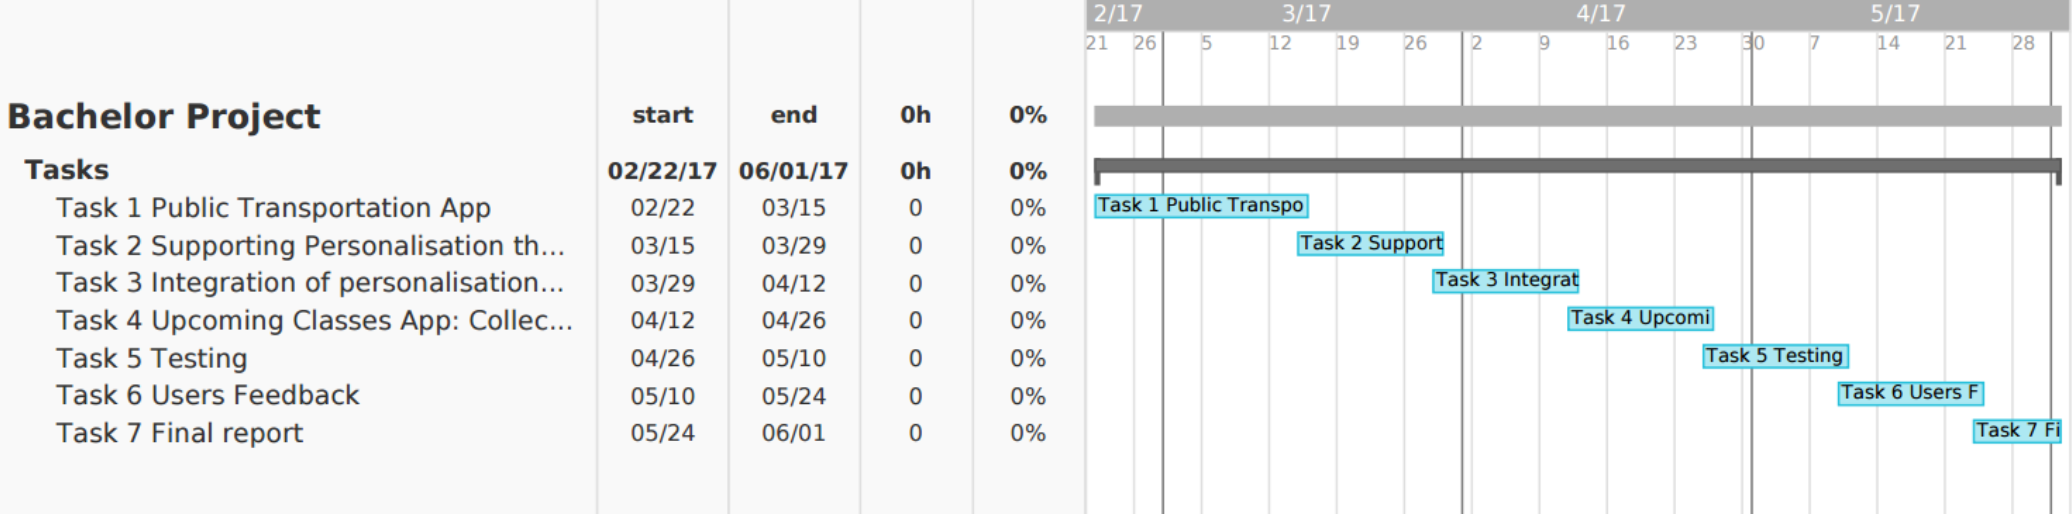 2/17 3/17 4/17 5/17
21 26 5 12 19 26 2 9 16 23 30 7 14 21 28
Bachelor Project start end 0h 0%
Tasks 02/22/17 06/01/17 0h 0%
Task 1 Public Transportation App 02/22 03/15 0 0% Task 1 Public Transpo
Task 2 Supporting Personalisation th... 03/15 03/29 0 0% Task 2 Support
Task 3 Integration of personalisation... 03/29 04/12 0 0% Task 3 Integrat
Task 4 Upcoming Classes App: Collec... 04/12 04/26 0 0% Task 4 Upcomi
Task 5 Testing 04/26 05/10 0 0% Task 5 Testing
Task 6 Users Feedback 05/10 05/24 0 0% Task 6 Users F
Task 7 Final report 05/24 06/01 0 0% Task 7 Fi